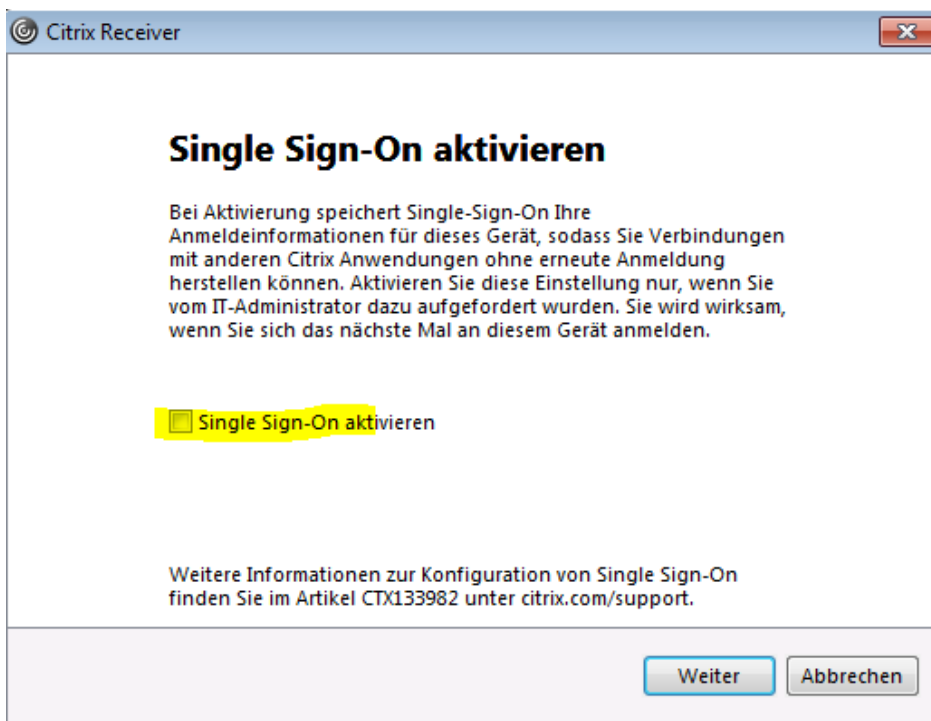 Citrix Receiver
Single Sign-On aktivieren
Bei Aktivierung speichert Single-Sign-On Ihre
Anmeldeinformationen für dieses Gerät, sodass Sie Verbindungen
mit anderen Citrix Anwendungen ohne erneute Anmeldung
herstellen können. Aktivieren Sie diese Einstellung nur, wenn Sie
vom IT-Administrator dazu aufgefordert wurden. Sie wird wirksam,
wenn Sie sich das nächste Mal an diesem Gerät anmelden.
Single Sign-On aktivieren
Weitere Informationen zur Konfiguration von Single Sign-On
finden Sie im Artikel CTX133982 unter citrix.com/support.
Weiter
Abbrechen